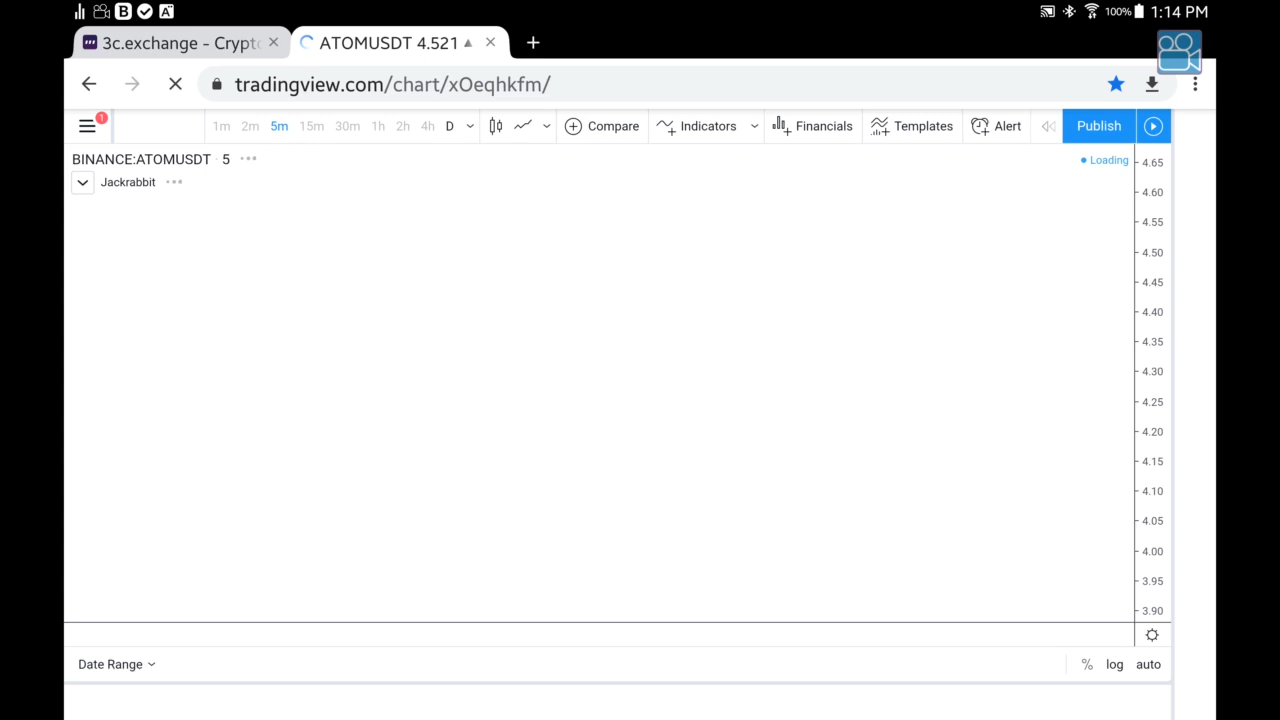 B A 100% 1:14 PM
3c.exchange - Crypto ATOMUSDT 4.521 ▲
tradingview.com/chart/xOeqhkfm/
1 1m 2m 5m 15m 30m 1h 2h 4h D Compare Indicators Financials Templates Alert Publish
BINANCE:ATOMUSDT · 5 ···
Loading
Jackrabbit ···
4.65
4.60
4.55
4.50
4.45
4.40
4.35
4.30
4.25
4.20
4.15
4.10
4.05
4.00
3.95
3.90
Date Range % log auto